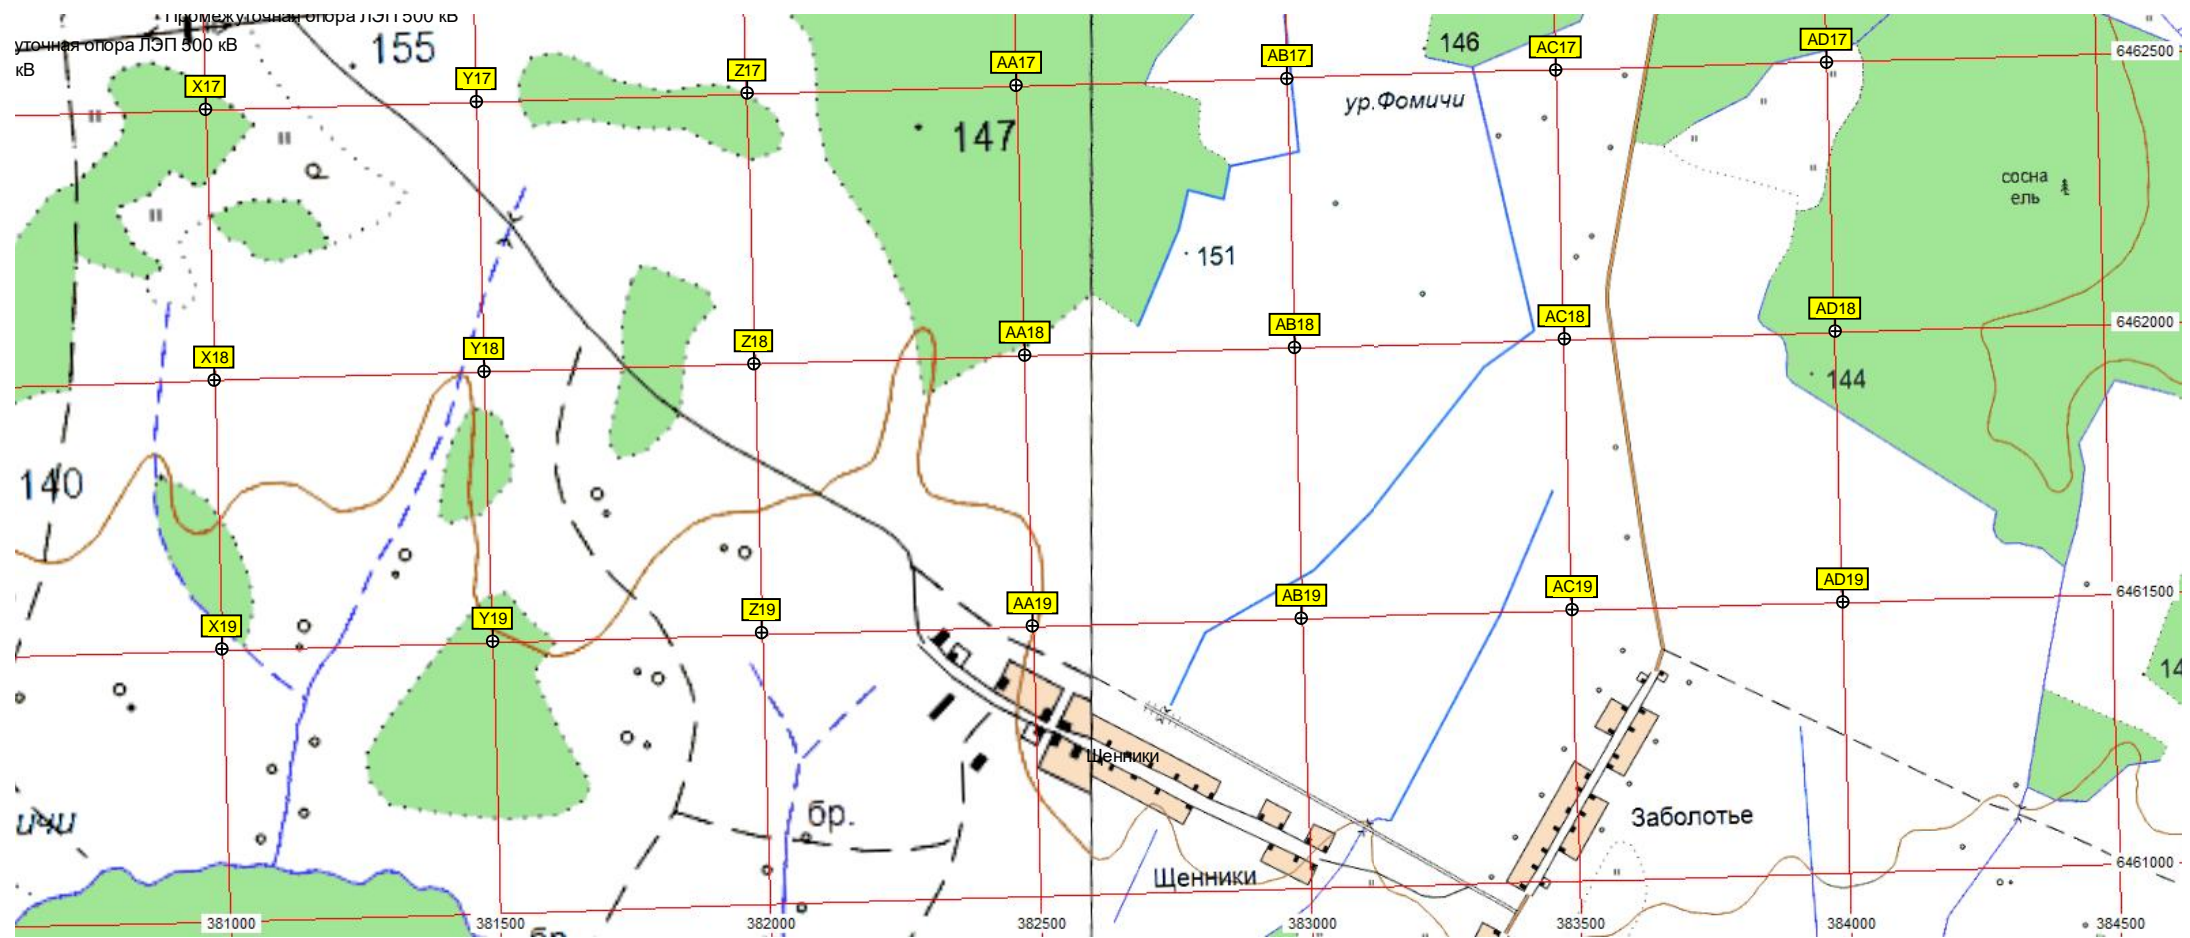 Промежуточная опора ЛЭП 500 кВ
уточная опора ЛЭП 500 кВ
кВ
155
146
6462500
X17
Y17
Z17
AA17
AB17
AC17
AD17
ур.Фомичи
147
сосна
ель
151
6462000
X18
Y18
Z18
AA18
AB18
AC18
AD18
144
140
6461500
X19
Y19
Z19
AA19
AB19
AC19
AD19
14
Щенники
бр.
Заболотье
ичи
6461000
Щенники
381000
381500
382000
382500
383000
383500
384000
384500
бр